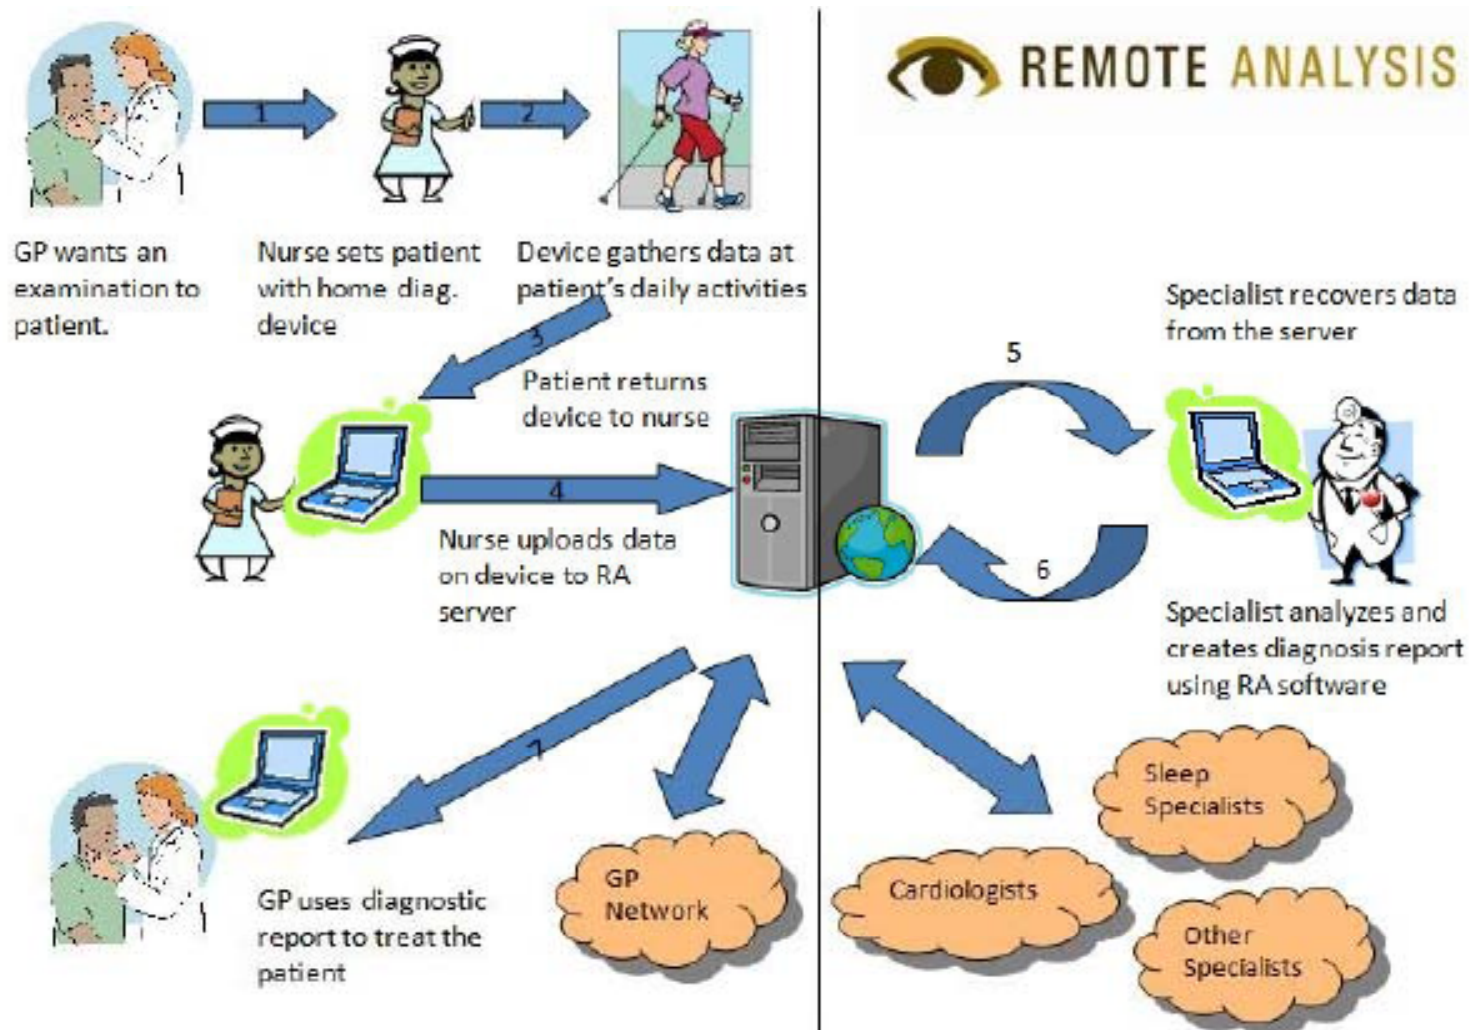 REMOTE ANALYSIS
1
2
GP wants an
examination to
patient.
Nurse sets patient
with home diag.
device
Device gathers data at
patient's daily activities
3
Patient returns
device to nurse
4
Nurse uploads data
on device to RA
server
5
Specialist recovers data
from the server
6
Specialist analyzes and
creates diagnosis report
using RA software
7
GP uses diagnostic
report to treat the
patient
GP
Network
Cardiologists
Sleep
Specialists
Other
Specialists